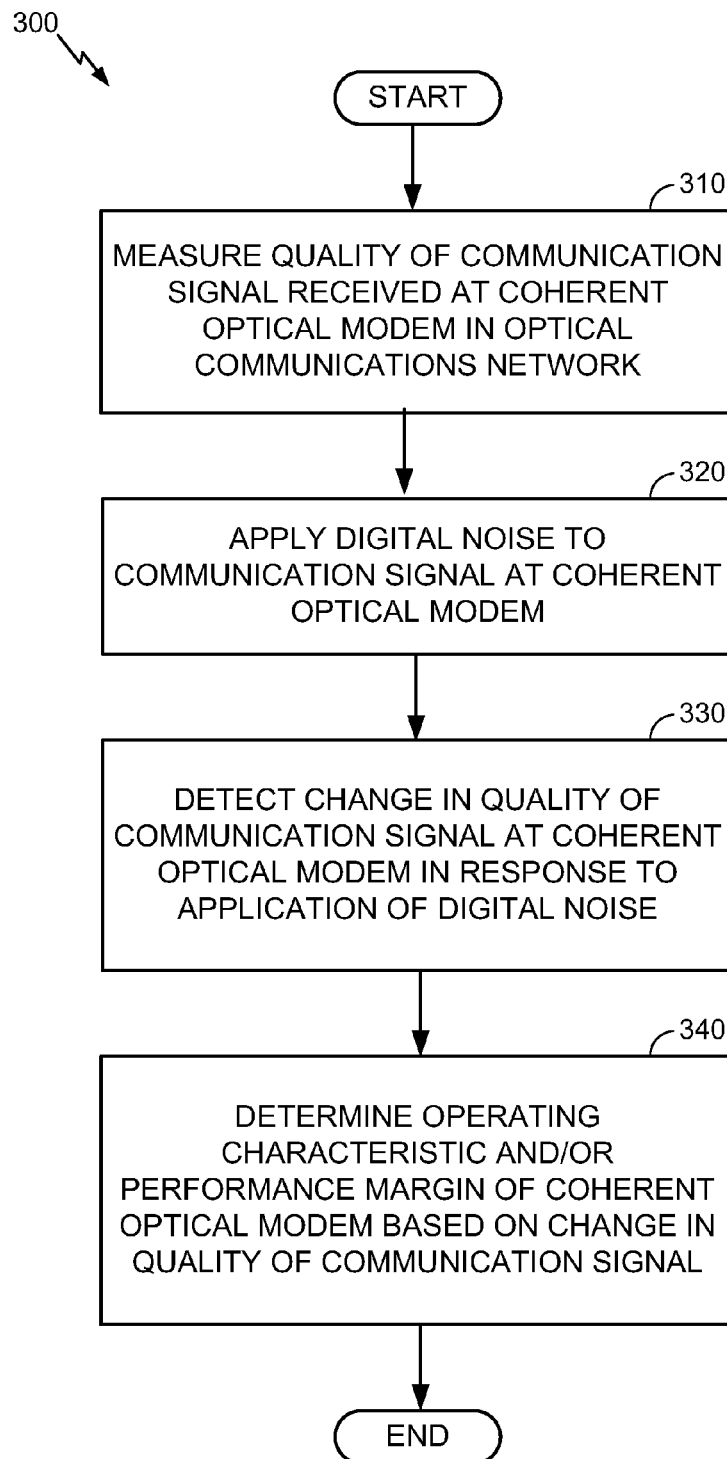 300
START
310
MEASURE QUALITY OF COMMUNICATION
SIGNAL RECEIVED AT COHERENT
OPTICAL MODEM IN OPTICAL
COMMUNICATIONS NETWORK
320
APPLY DIGITAL NOISE TO
COMMUNICATION SIGNAL AT COHERENT
OPTICAL MODEM
330
DETECT CHANGE IN QUALITY OF
COMMUNICATION SIGNAL AT COHERENT
OPTICAL MODEM IN RESPONSE TO
APPLICATION OF DIGITAL NOISE
340
DETERMINE OPERATING
CHARACTERISTIC AND/OR
PERFORMANCE MARGIN OF COHERENT
OPTICAL MODEM BASED ON CHANGE IN
QUALITY OF COMMUNICATION SIGNAL
END